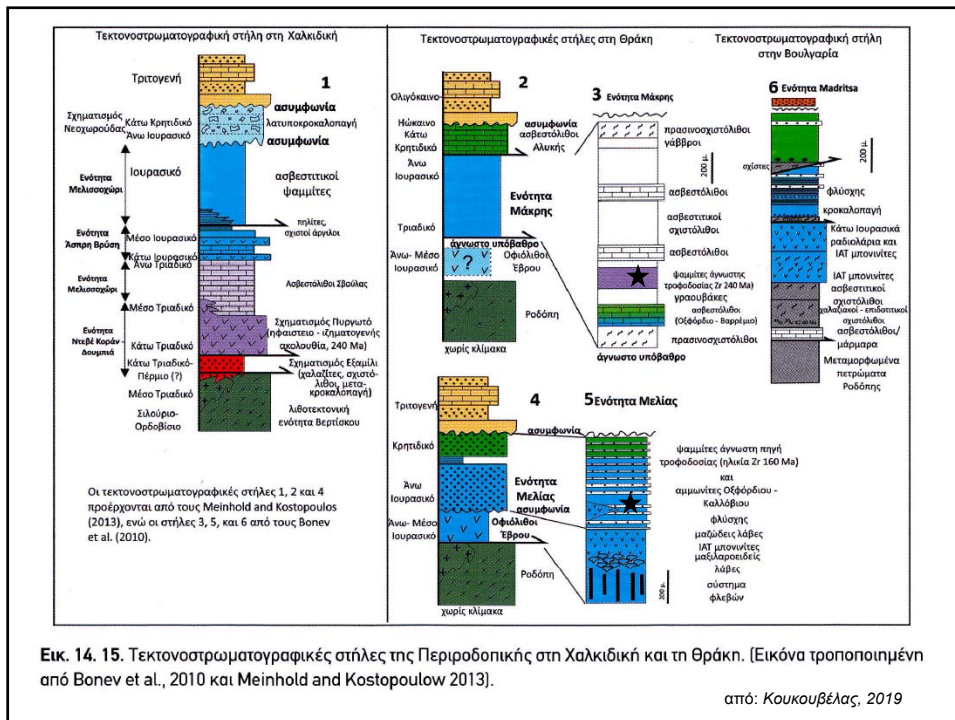 Τεκτονοστρωματογραφική στήλη στη Χαλκιδική
1
Τριτογενή
ασυμφωνία
Σχηματισμός
Νεοχωρούδας
Κάτω Κρητιδικό
Άνω Ιουρασικό
λατυποκροκαλοπαγή
ασυμφωνία
Ιουρασικό
Ενότητα
Μελισσοχώρι
ασβεστιτικοί
ψαμμίτες
πηλίτες,
σχιστοί άργιλοι
Ενότητα
Άσπρη Βρύση
Μέσο Ιουρασικό
Κάτω Ιουρασικό
Άνω Τριαδικό
Ενότητα
Μελισσοχώρι
Ασβεστόλιθοι Σβούλας
Μέσο Τριαδικό
Ενότητα
Ντεβέ Κοράν-
Δουμπιά
Σχηματισμός Πυργωτό
(ηφαιστειο - ιζηματογενής
ακολουθία, 240 Ma)
Κάτω Τριαδικό
Κάτω Τριαδικό-
Πέρμιο (?)
Σχηματισμός Εξαμίλι
(χαλαζίτες, σχιστό-
λιθοι, μετα-
κροκαλοπαγή)
Μέσο Τριαδικό
Σιλούριο-
Ορδοβίσιο
λιθοτεκτονική
ενότητα Βερτίσκου
Οι τεκτονοστρωματογραφικές στήλες 1, 2 και 4
προέρχονται από τους Meinhold and Kostopoulos
(2013), ενώ οι στήλες 3, 5, και 6 από τους Bonev
et al. (2010).
Τεκτονοστρωματογραφικές στήλες στη Θράκη
2
Ολιγόκαινο
Ηώκαινο
Κάτω
Κρητιδικό
ασυμφωνία
ασβεστόλιθοι
Αλυκής
Άνω
Ιουρασικό
Ενότητα
Μάκρης
Τριαδικό
άγνωστο υπόβαθρο
Άνω- Μέσο
Ιουρασικό
?
Οφιόλιθοι
Έβρου
Ροδόπη
χωρίς κλίμακα
3 Ενότητα Μάκρης
πρασινοσχιστόλιθοι
γάββροι
200 μ.
ασβεστόλιθοι
ασβεστιτικοί
σχιστόλιθοι
ασβεστόλιθοι
ψαμμίτες άγνωστης
τροφοδοσίας Zr 240 Ma)
γραουβάκες
ασβεστόλιθοι
(Οξφόρδιο - Βαρρέμιο)
πρασινοσχιστόλιθοι
άγνωστο υπόβαθρο
4
Τριτογενή
ασυμφωνία
Κρητιδικό
Άνω
Ιουρασικό
Ενότητα
Μελίας
ασυμφωνία
Άνω- Μέσο
Ιουρασικό
Οφιόλιθοι
Έβρου
Ροδόπη
χωρίς κλίμακα
5 Ενότητα Μελίας
ψαμμίτες άγνωστη πηγή
τροφοδοσίας (ηλικία Zr 160 Ma)
και
αμμωνίτες Οξφόρδιου -
Καλλόβιου
φλύσχης
μαζώδεις λάβες
IAT μπονινίτες
μαξιλαροειδείς
λάβες
σύστημα
φλεβών
200 μ.
Τεκτονοστρωματογραφική στήλη
στην Βουλγαρία
6 Ενότητα Madritsa
σχίστες
200 μ.
φλύσχης
κροκαλοπαγή
Κάτω Ιουρασικά
ραδιολάρια και
IAT μπονινίτες
IAT μπονινίτες
ασβεστιτικοί
σχιστόλιθοι
χαλαζιακοί - επιδοτιτικοί
σχιστόλιθοι
ασβεστόλιθοι/
μάρμαρα
Μεταμορφωμένα
πετρώματα
Ροδόπης
Εικ. 14. 15. Τεκτονοστρωματογραφικές στήλες της Περιροδοπικής στη Χαλκιδική και τη Θράκη. (Εικόνα τροποποιημένη
από Bonev et al., 2010 και Meinhold and Kostopoulow 2013).
από: Κουκουβέλας, 2019